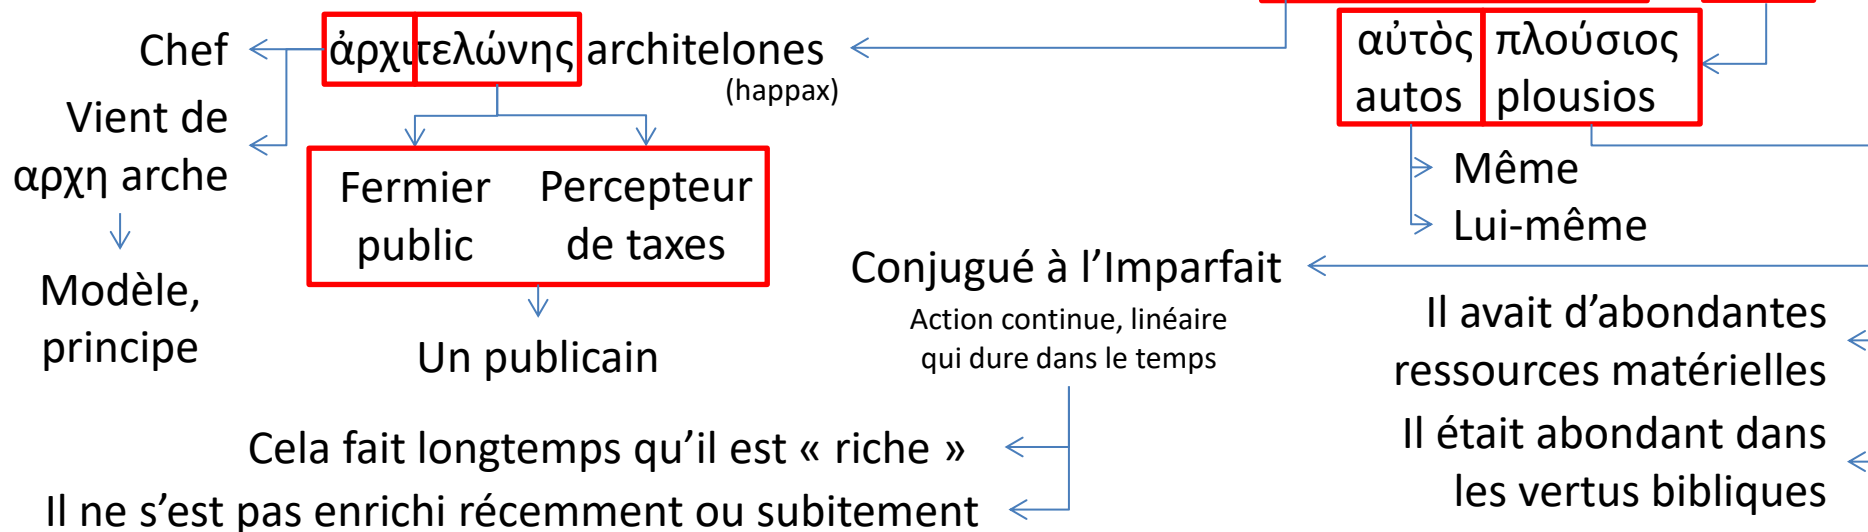 Chef
ἀρχιτελώνης architelones
(happax)
Vient de
αρχη arche
Modèle,
principe
Fermier
public
Percepteur
de taxes
Un publicain
αὐτὸς πλούσιος
autos plousios
Même
Lui-même
Conjugué à l’Imparfait
Action continue, linéaire
qui dure dans le temps
Il avait d’abondantes
ressources matérielles
Il était abondant dans
les vertus bibliques
Cela fait longtemps qu’il est « riche »
Il ne s’est pas enrichi récemment ou subitement